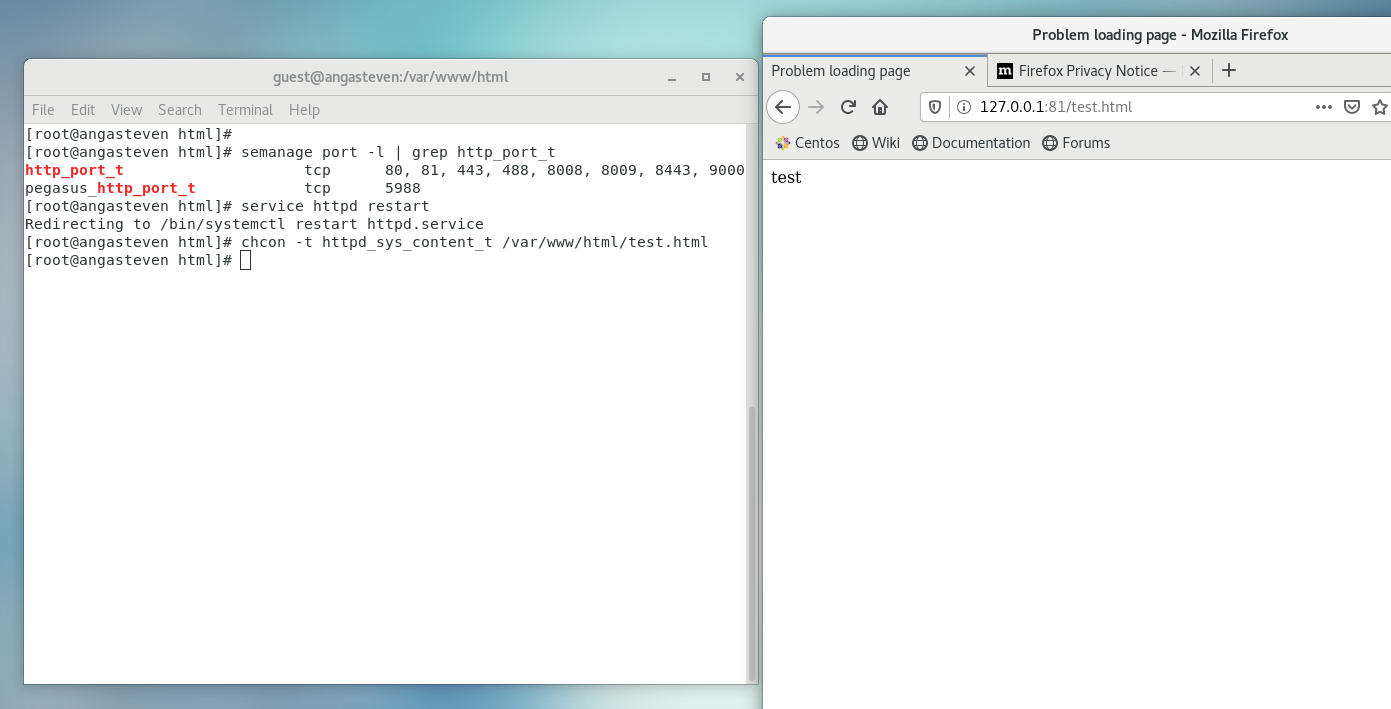 guest@angasteven:/var/www/html
File Edit View Search Terminal Help
[root@angasteven html]#
[root@angasteven html]# semanage port -l | grep http_port_t
http_port_t                    tcp      80, 81, 443, 488, 8008, 8009, 8443, 9000
pegasus_http_port_t            tcp      5988
[root@angasteven html]# service httpd restart
Redirecting to /bin/systemctl restart httpd.service
[root@angasteven html]# chcon -t httpd_sys_content_t /var/www/html/test.html
[root@angasteven html]#
Problem loading page - Mozilla Firefox
Problem loading page
Firefox Privacy Notice —
127.0.0.1:81/test.html
Centos Wiki Documentation Forums
test